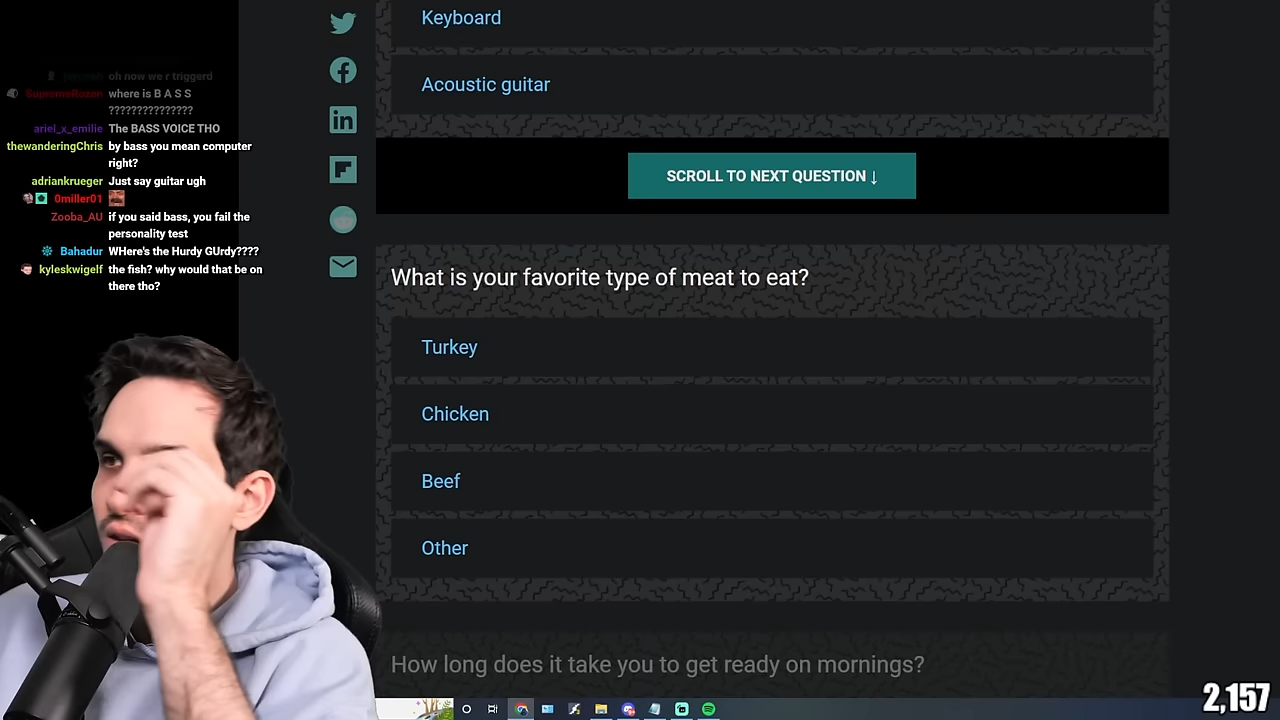 oh now we r triggerd
SupremeRozen where is B A S S
???????????????
ariel_x_emilie The BASS VOICE THO
thewanderingChris by bass you mean computer
right?
adriankrueger Just say guitar ugh
0miller01
Zooba_AU if you said bass, you fail the
personality test
Bahadur WHere's the Hurdy GUrdy????
kyleskwigelf the fish? why would that be on
there tho?
Keyboard
Acoustic guitar
SCROLL TO NEXT QUESTION ↓
What is your favorite type of meat to eat?
Turkey
Chicken
Beef
Other
How long does it take you to get ready on mornings?
2,157